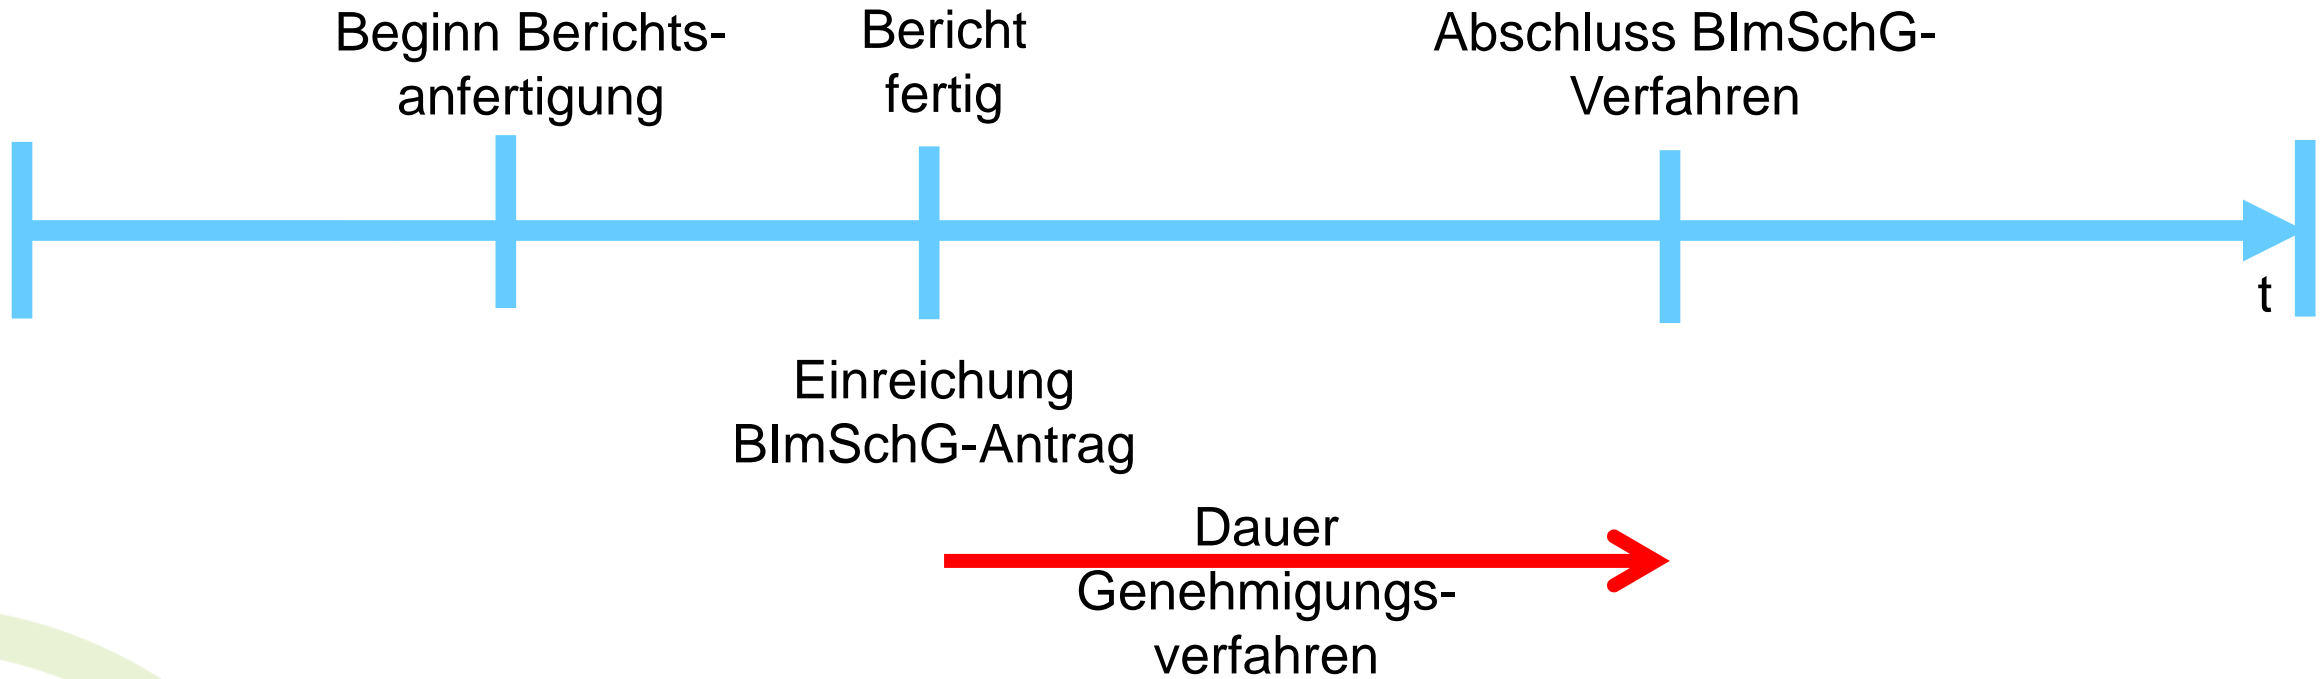 Beginn Berichts-
anfertigung
Bericht
fertig
Abschluss BImSchG-
Verfahren
t
Einreichung
BImSchG-Antrag
Dauer
Genehmigungs-
verfahren